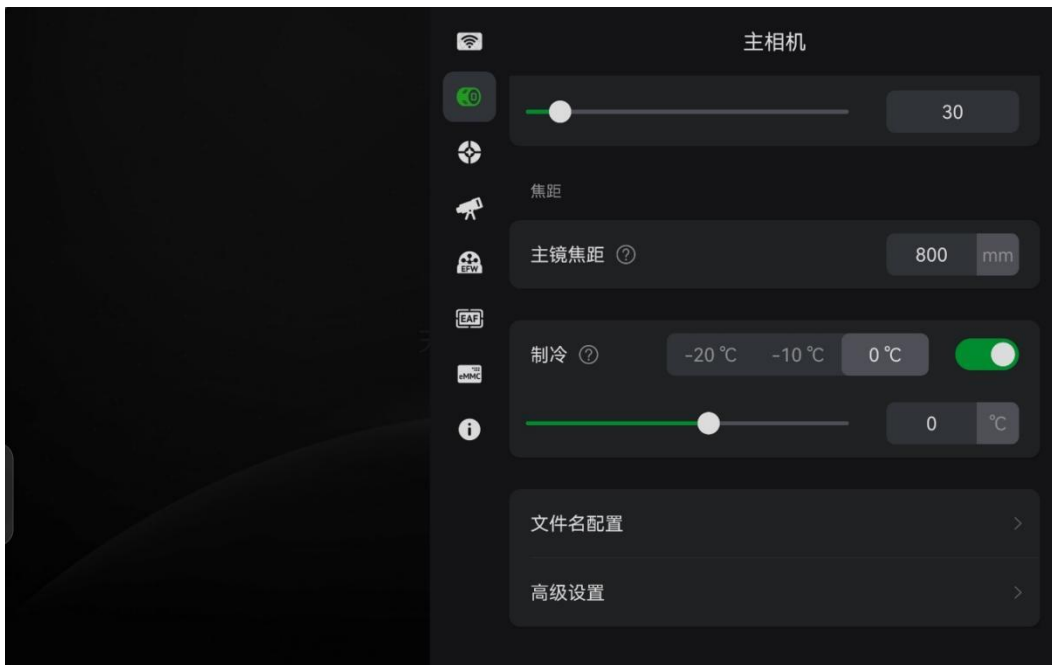 主相机
30
焦距
主镜焦距 ? 800 mm
EFW
EAF
制冷 ? -20 ℃ -10 ℃ 0 ℃
eMMC
0 ℃
文件名配置
高级设置